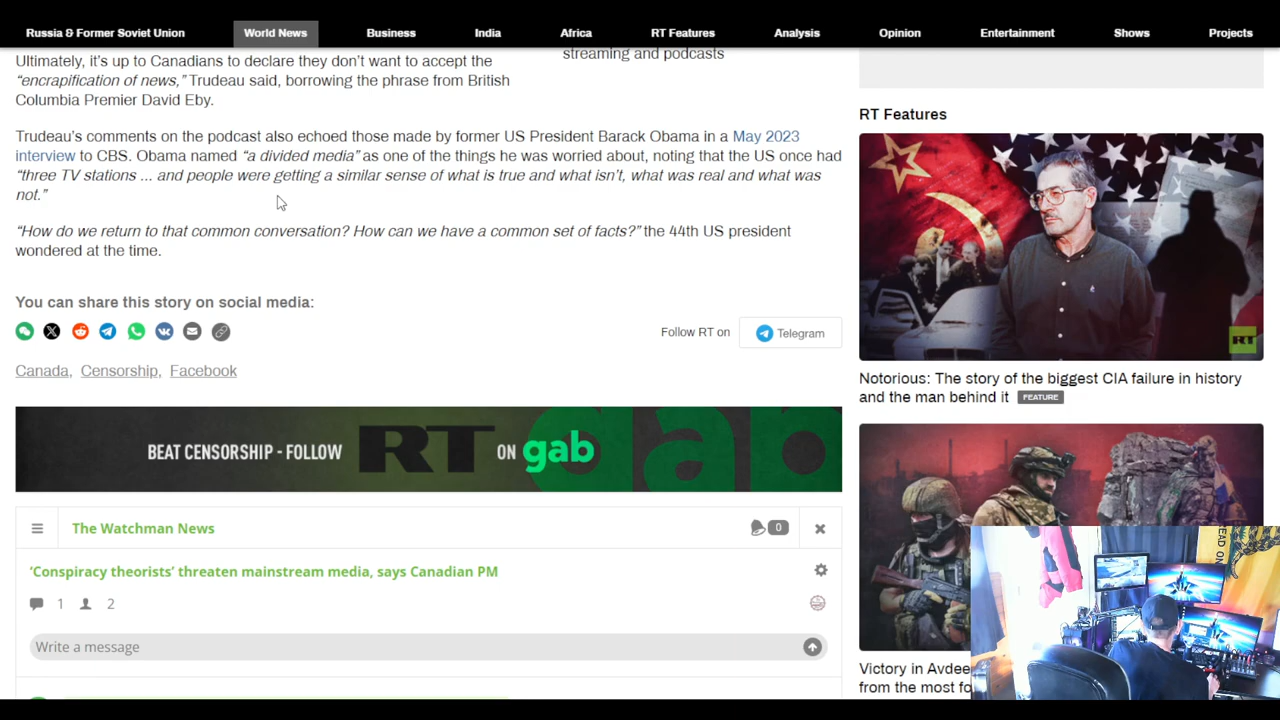 Russia & Former Soviet Union
World News
Business
India
Africa
RT Features
Analysis
Opinion
Entertainment
Shows
Projects
Ultimately, it's up to Canadians to declare they don't want to accept the
“encrapification of news,” Trudeau said, borrowing the phrase from British
Columbia Premier David Eby.
streaming and podcasts
Trudeau's comments on the podcast also echoed those made by former US President Barack Obama in a May 2023
interview to CBS. Obama named “a divided media” as one of the things he was worried about, noting that the US once had
“three TV stations ... and people were getting a similar sense of what is true and what isn't, what was real and what was
not.”
“How do we return to that common conversation? How can we have a common set of facts?” the 44th US president
wondered at the time.
You can share this story on social media:
Follow RT on
Telegram
Canada, Censorship, Facebook
BEAT CENSORSHIP - FOLLOW RT ON gab
The Watchman News
0
‘Conspiracy theorists’ threaten mainstream media, says Canadian PM
1
2
Write a message
RT Features
RT
Notorious: The story of the biggest CIA failure in history
and the man behind it FEATURE
Victory in Avdee
from the most fo